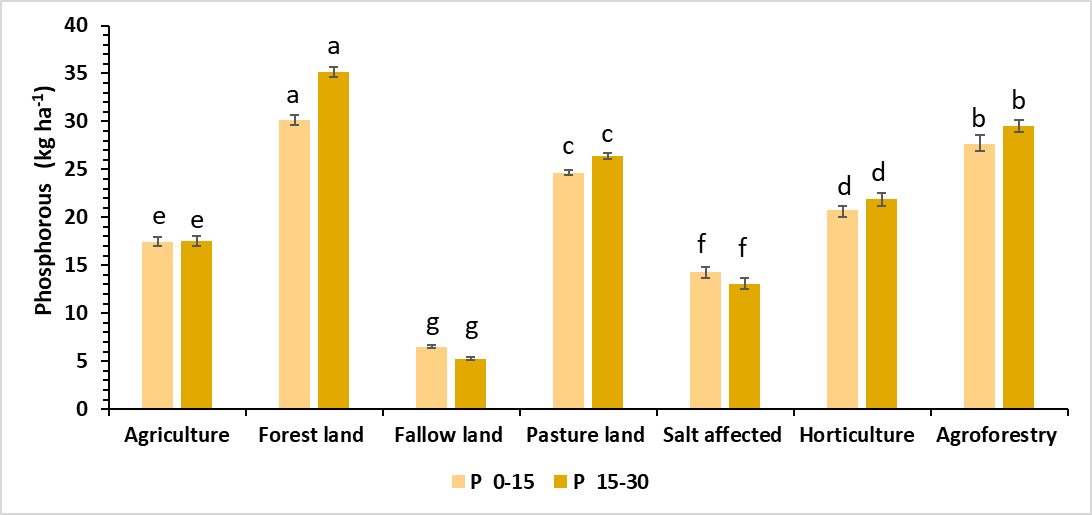 40
35
30
25
20
15
10
5
0
Phosphorous (kg ha-1)
e e
a a
g g
c c
f f
d d
b b
Agriculture Forest land Fallow land Pasture land Salt affected Horticulture Agroforestry
P 0-15 P 15-30